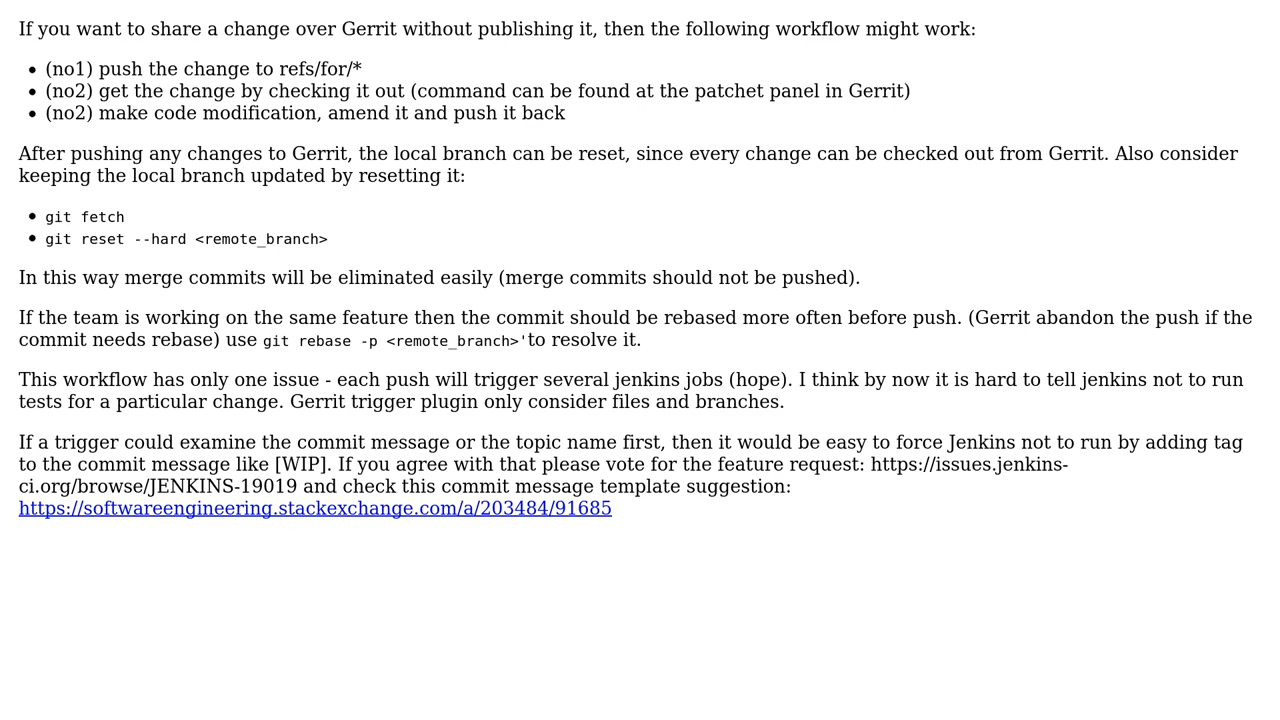 If you want to share a change over Gerrit without publishing it, then the following workflow might work:
• (no1) push the change to refs/for/*
• (no2) get the change by checking it out (command can be found at the patchet panel in Gerrit)
• (no2) make code modification, amend it and push it back
After pushing any changes to Gerrit, the local branch can be reset, since every change can be checked out from Gerrit. Also consider
keeping the local branch updated by resetting it:
• git fetch
• git reset --hard <remote_branch>
In this way merge commits will be eliminated easily (merge commits should not be pushed).
If the team is working on the same feature then the commit should be rebased more often before push. (Gerrit abandon the push if the
commit needs rebase) use git rebase -p <remote_branch>'to resolve it.
This workflow has only one issue - each push will trigger several jenkins jobs (hope). I think by now it is hard to tell jenkins not to run
tests for a particular change. Gerrit trigger plugin only consider files and branches.
If a trigger could examine the commit message or the topic name first, then it would be easy to force Jenkins not to run by adding tag
to the commit message like [WIP]. If you agree with that please vote for the feature request: https://issues.jenkins-
ci.org/browse/JENKINS-19019 and check this commit message template suggestion:
https://softwareengineering.stackexchange.com/a/203484/91685